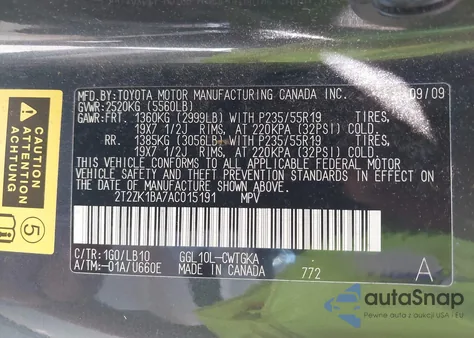 MFD.BY:TOYOTA MOTOR MANUFACTURING CANADA INC. 09/09
GVWR:2520KG (5560LB)
GAWR:FRT. 1360KG (2999LB) WITH P235/55R19 TIRES,
19X7 1/2J RIMS, AT 220KPA (32PSI) COLD.
RR. 1385KG (3056LB) WITH P235/55R19 TIRES,
19X7 1/2J RIMS, AT 220KPA (32PSI) COLD.
THIS VEHICLE CONFORMS TO ALL APPLICABLE FEDERAL MOTOR
VEHICLE SAFETY AND THEFT PREVENTION STANDARDS IN EFFECT
ON THE DATE OF MANUFACTURE SHOWN ABOVE.
2T2ZK1BA7AC015191 MPV
5
C/TR:1G0/LB10 GGL10L-CWTGKA
A/TM:-01A/U660E MADE IN CANADA 772 A
autoSnap
Pewne auta z USA i EU